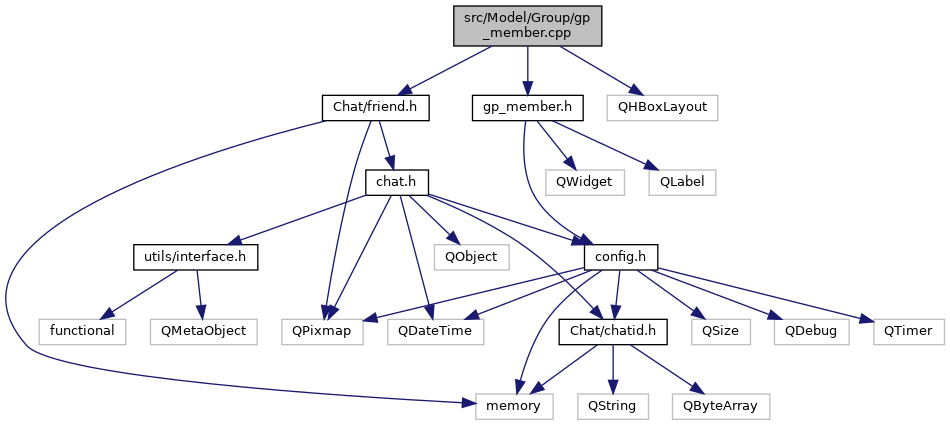 src/Model/Group/gp
_member.cpp
Chat/friend.h
gp_member.h
QHBoxLayout
chat.h
QWidget
QLabel
utils/interface.h
QObject
config.h
functional
QMetaObject
QPixmap
QDateTime
Chat/chatid.h
QSize
QDebug
QTimer
memory
QString
QByteArray